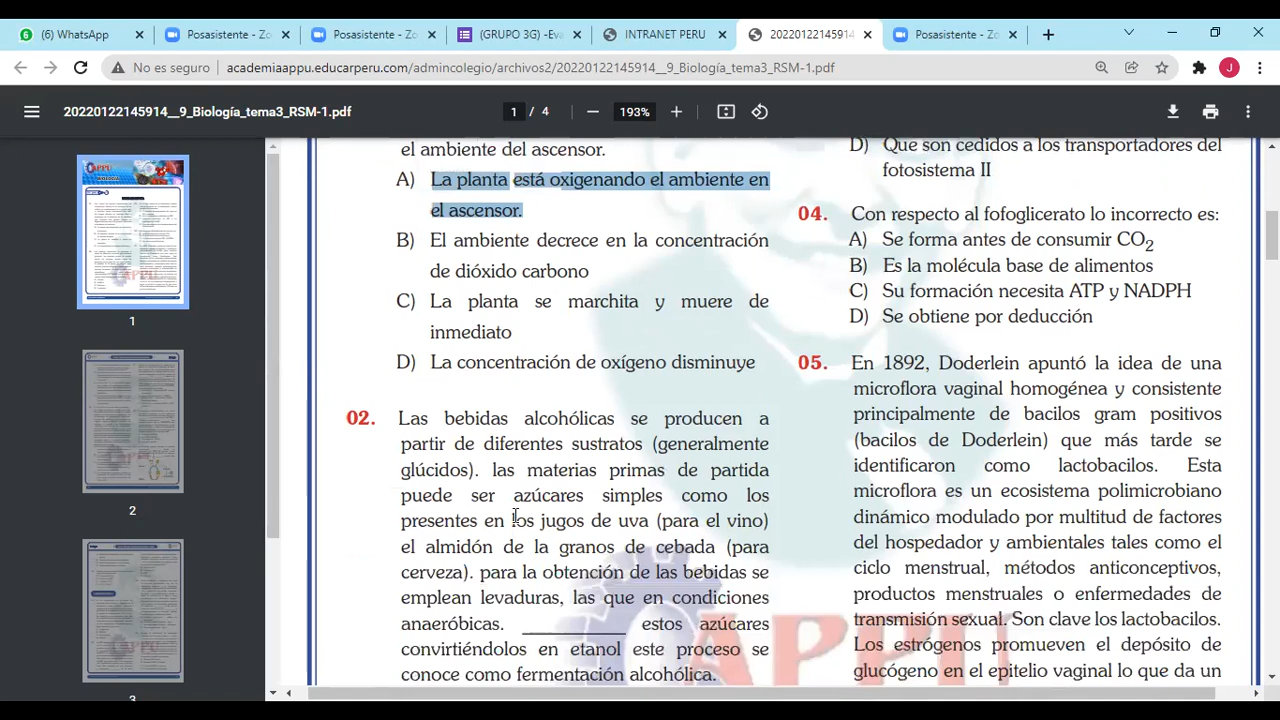 (6) WhatsApp
Posasistente - Zo
Posasistente - Zo
(GRUPO 3G) -Eva
INTRANET PERU
20220122145914
Posasistente - Zo
No es seguro
academiaappu.educarperu.com/admincolegio/archivos2/20220122145914__9_Biología_tema3_RSM-1.pdf
20220122145914__9_Biología_tema3_RSM-1.pdf
1 / 4
193%
1
2
3
el ambiente del ascensor.
A) La planta está oxigenando el ambiente en
el ascensor.
B) El ambiente decrece en la concentración
de dióxido carbono
C) La planta se marchita y muere de
inmediato
D) La concentración de oxígeno disminuye
02. Las bebidas alcohólicas se producen a
partir de diferentes sustratos (generalmente
glúcidos). las materias primas de partida
puede ser azúcares simples como los
presentes en los jugos de uva (para el vino)
el almidón de la granos de cebada (para
cerveza). para la obtención de las bebidas se
emplean levaduras, las que en condiciones
anaeróbicas. __________ estos azúcares
convirtiéndolos en etanol este proceso se
conoce como fermentación alcohólica.
D) Que son cedidos a los transportadores del
fotosistema II
04. Con respecto al fofoglicerato lo incorrecto es:
A) Se forma antes de consumir CO2
B) Es la molécula base de alimentos
C) Su formación necesita ATP y NADPH
D) Se obtiene por deducción
05. En 1892, Doderlein apuntó la idea de una
microflora vaginal homogénea y consistente
principalmente de bacilos gram positivos
(bacilos de Doderlein) que más tarde se
identificaron como lactobacilos. Esta
microflora es un ecosistema polimicrobiano
dinámico modulado por multitud de factores
del hospedador y ambientales tales como el
ciclo menstrual, métodos anticonceptivos,
productos menstruales o enfermedades de
transmisión sexual. Son clave los lactobacilos.
Los estrógenos promueven el depósito de
glucógeno en el epitelio vaginal lo que da un